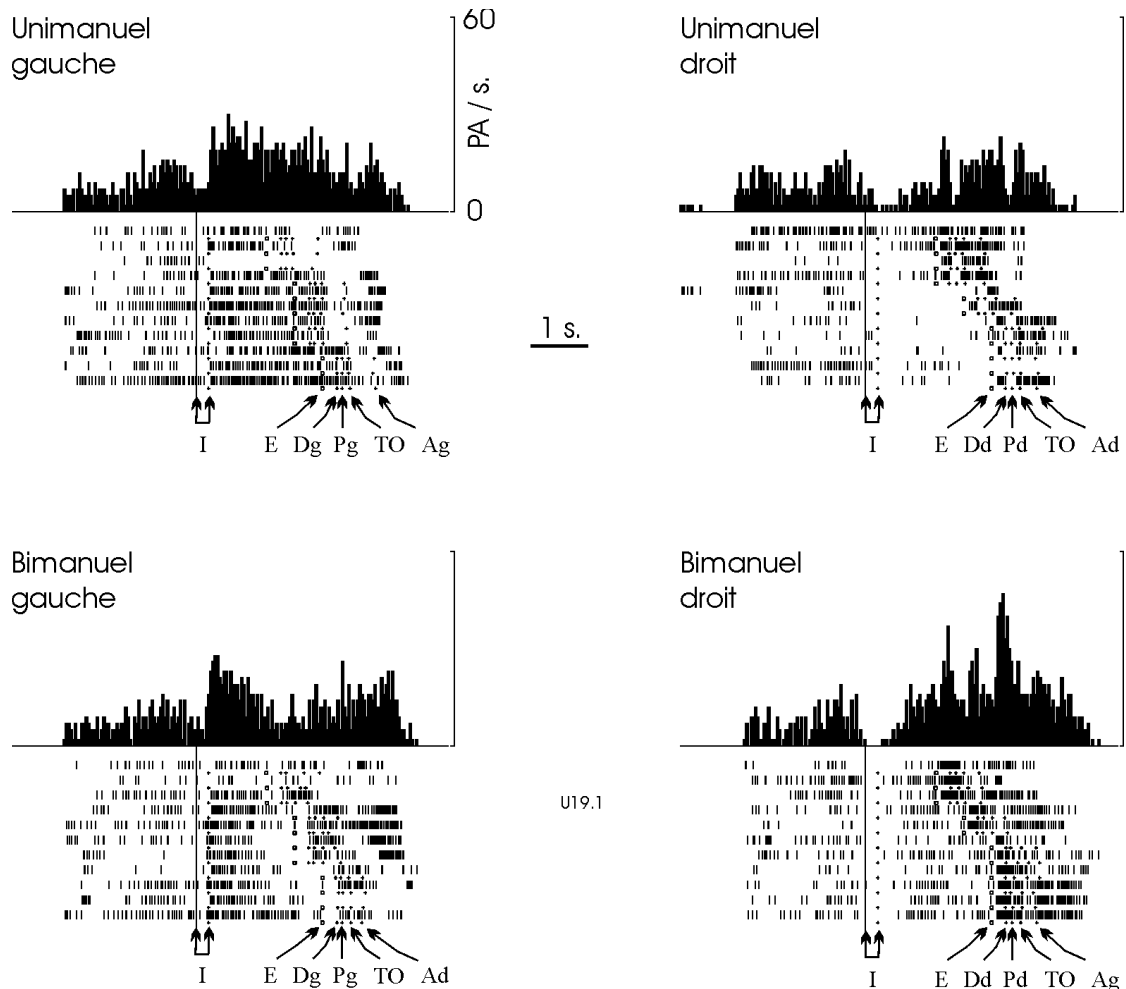 Unimanuel
gauche
60
PA / s.
0
I E Dg Pg TO Ag
Unimanuel
droit
I E Dd Pd TO Ad
1 s.
Bimanuel
gauche
I E Dg Pg TO Ad
U19.1
Bimanuel
droit
I E Dd Pd TO Ag